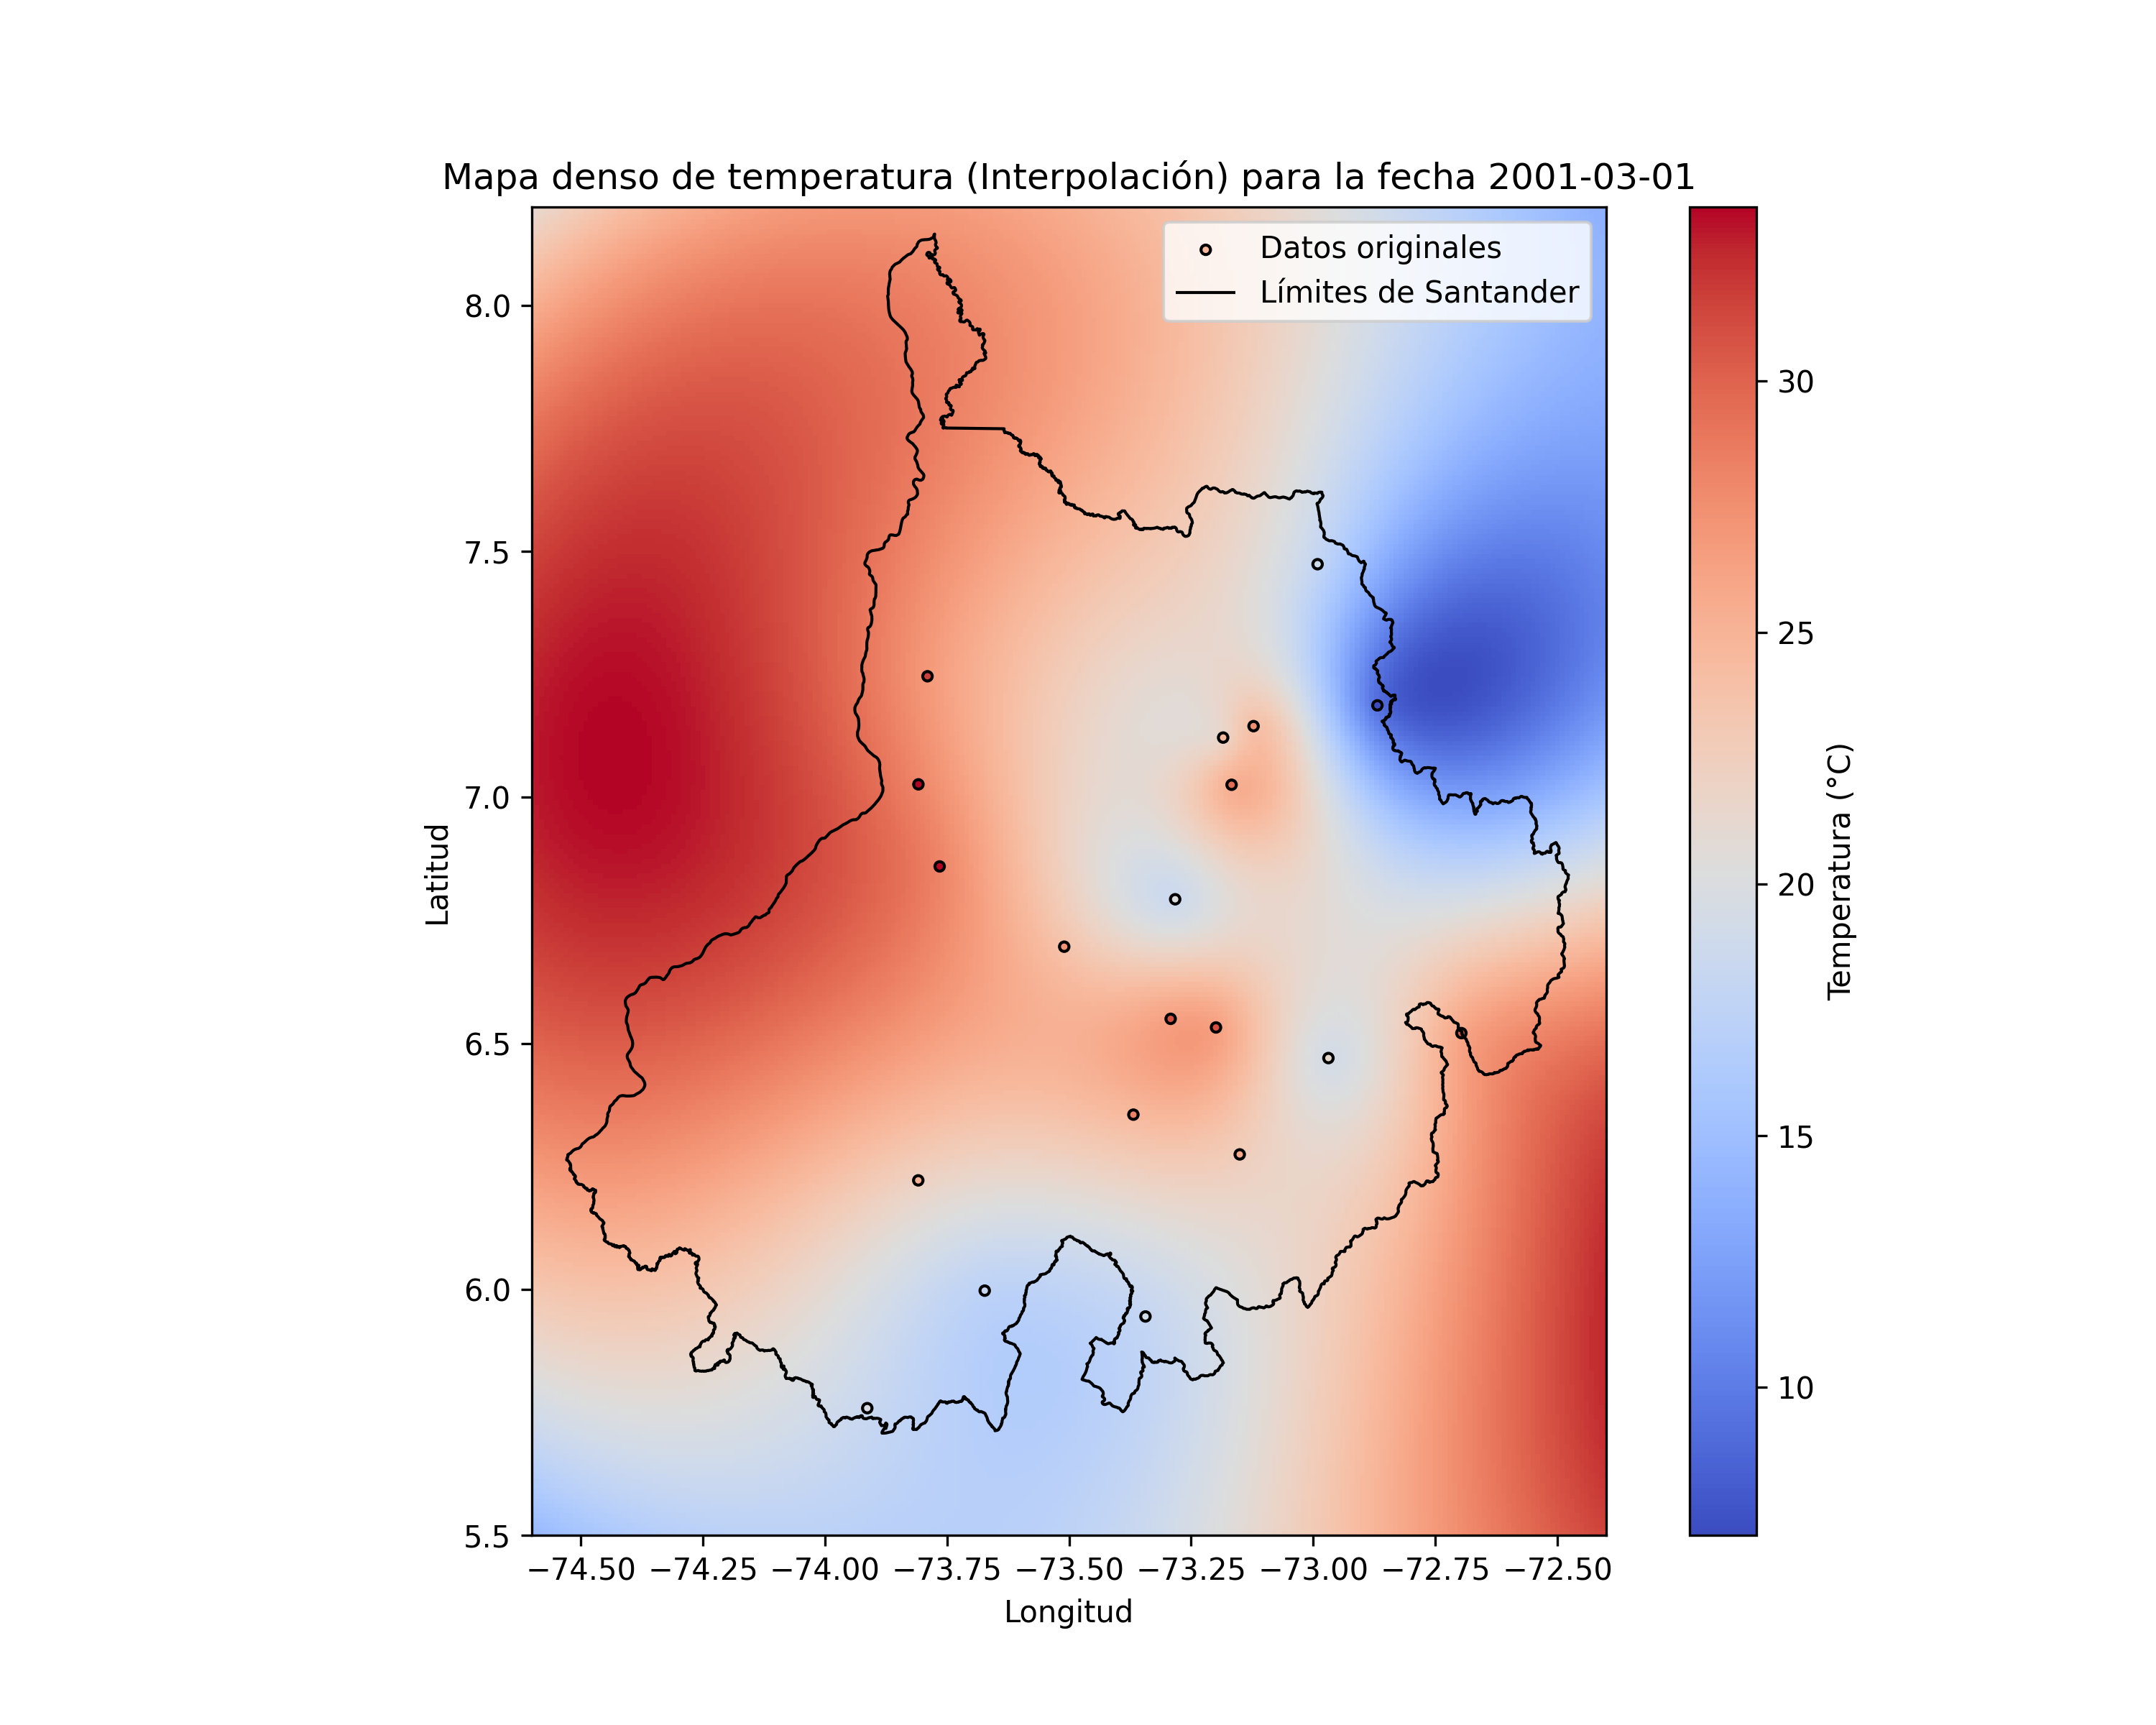 Mapa denso de temperatura (Interpolación) para la fecha 2001-03-01
Datos originales
Límites de Santander
8.0
7.5
7.0
6.5
6.0
5.5
Latitud
−74.50 −74.25 −74.00 −73.75 −73.50 −73.25 −73.00 −72.75 −72.50
Longitud
30
25
20
15
10
Temperatura (°C)